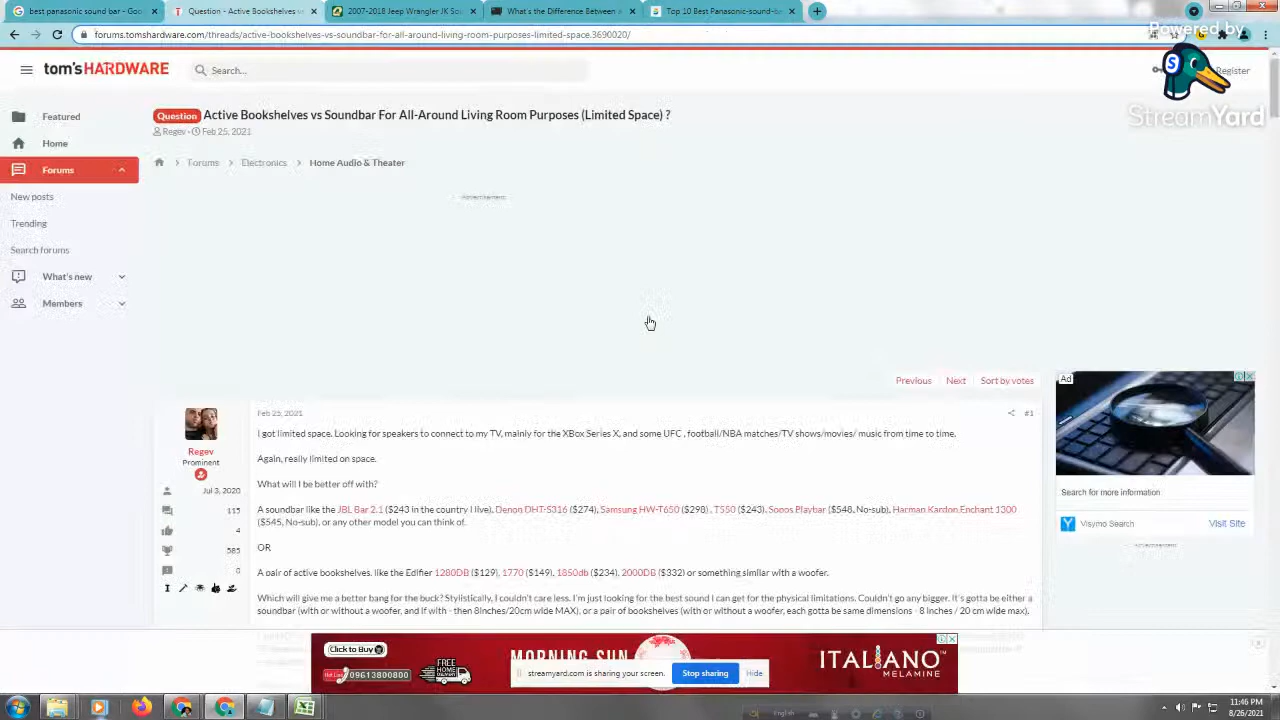 best panasonic sound bar - Goo
Question - Active Bookshelves v
2007-2018 Jeep Wrangler JK So
What's the Difference Between
Top 10 Best Panasonic-sound-b
forums.tomshardware.com/threads/active-bookshelves-vs-soundbar-for-all-around-living-room-purposes-limited-space.3690020/
Powered by
StreamYard
tom'sHARDWARE
Search...
Register
Featured
Home
Forums
New posts
Trending
Search forums
What's new
Members
Question Active Bookshelves vs Soundbar For All-Around Living Room Purposes (Limited Space) ?
Regev · Feb 25, 2021
Forums > Electronics > Home Audio & Theater
Advertisement
Previous Next Sort by votes
Regev
Prominent
Jul 3, 2020
115
4
585
0
Feb 25, 2021 #1
I got limited space. Looking for speakers to connect to my TV, mainly for the XBox Series X, and some UFC , football/NBA matches/TV shows/movies/ music from time to time.
Again, really limited on space.
What will I be better off with?
A soundbar like the JBL Bar 2.1 ($243 in the country I live), Denon DHT-S316 ($274), Samsung HW-T650 ($298) , T550 ($243), Sonos Playbar ($548, No-sub), Harman Kardon Enchant 1300
($545, No-sub), or any other model you can think of.
OR
A pair of active bookshelves, like the Edifier 1280DB ($129), 1770 ($149), 1850db ($234), 2000DB ($332) or something similar with a woofer.
Which will give me a better bang for the buck? Stylistically, I couldn't care less. I'm just looking for the best sound I can get for the physical limitations. Couldn't go any bigger. It's gotta be either a
soundbar (with or without a woofer, and if with - then 8Inches/20cm wide MAX), or a pair of bookshelves (with or without a woofer, each gotta be same dimensions - 8 inches / 20 cm wide max).
Ad
Search for more information
Visymo Search
Visit Site
Advertisement
Click to Buy
Hot Line 09613800800
FREE
HOME
DELIVERY
MORNING SUN
ITALIANO
MELAMINE
streamyard.com is sharing your screen.
Stop sharing
Hide
English
11:46 PM
8/26/2021